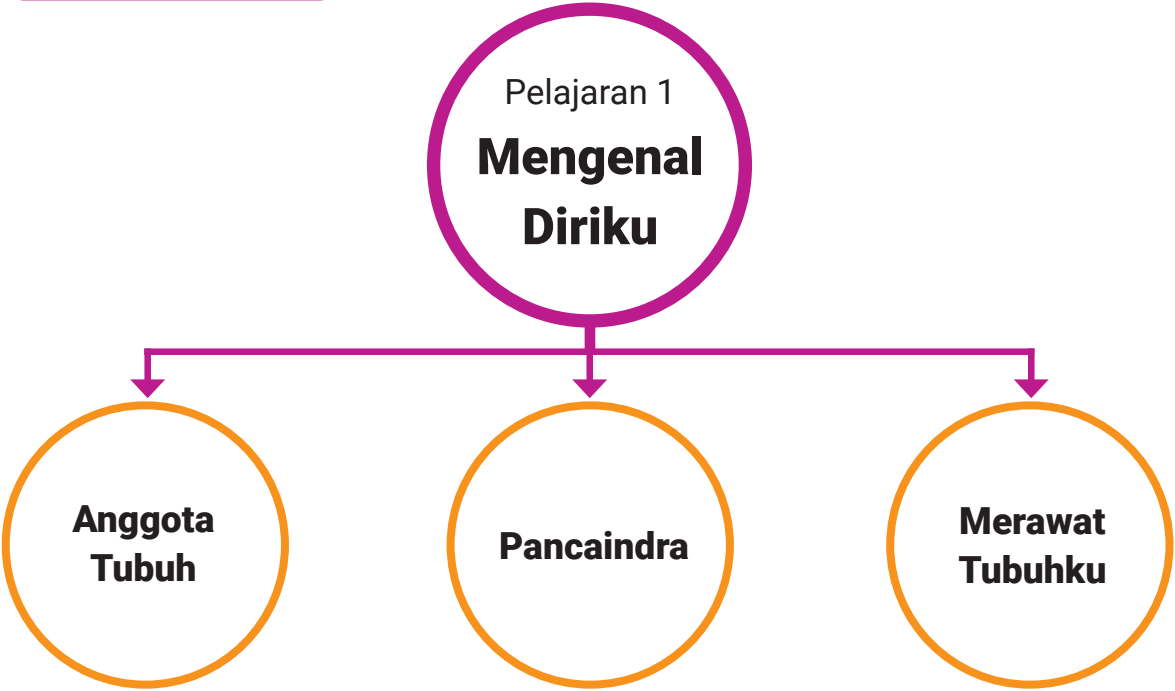 Pelajaran 1
Mengenal
Diriku
Anggota
Tubuh
Pancaindra
Merawat
Tubuhku